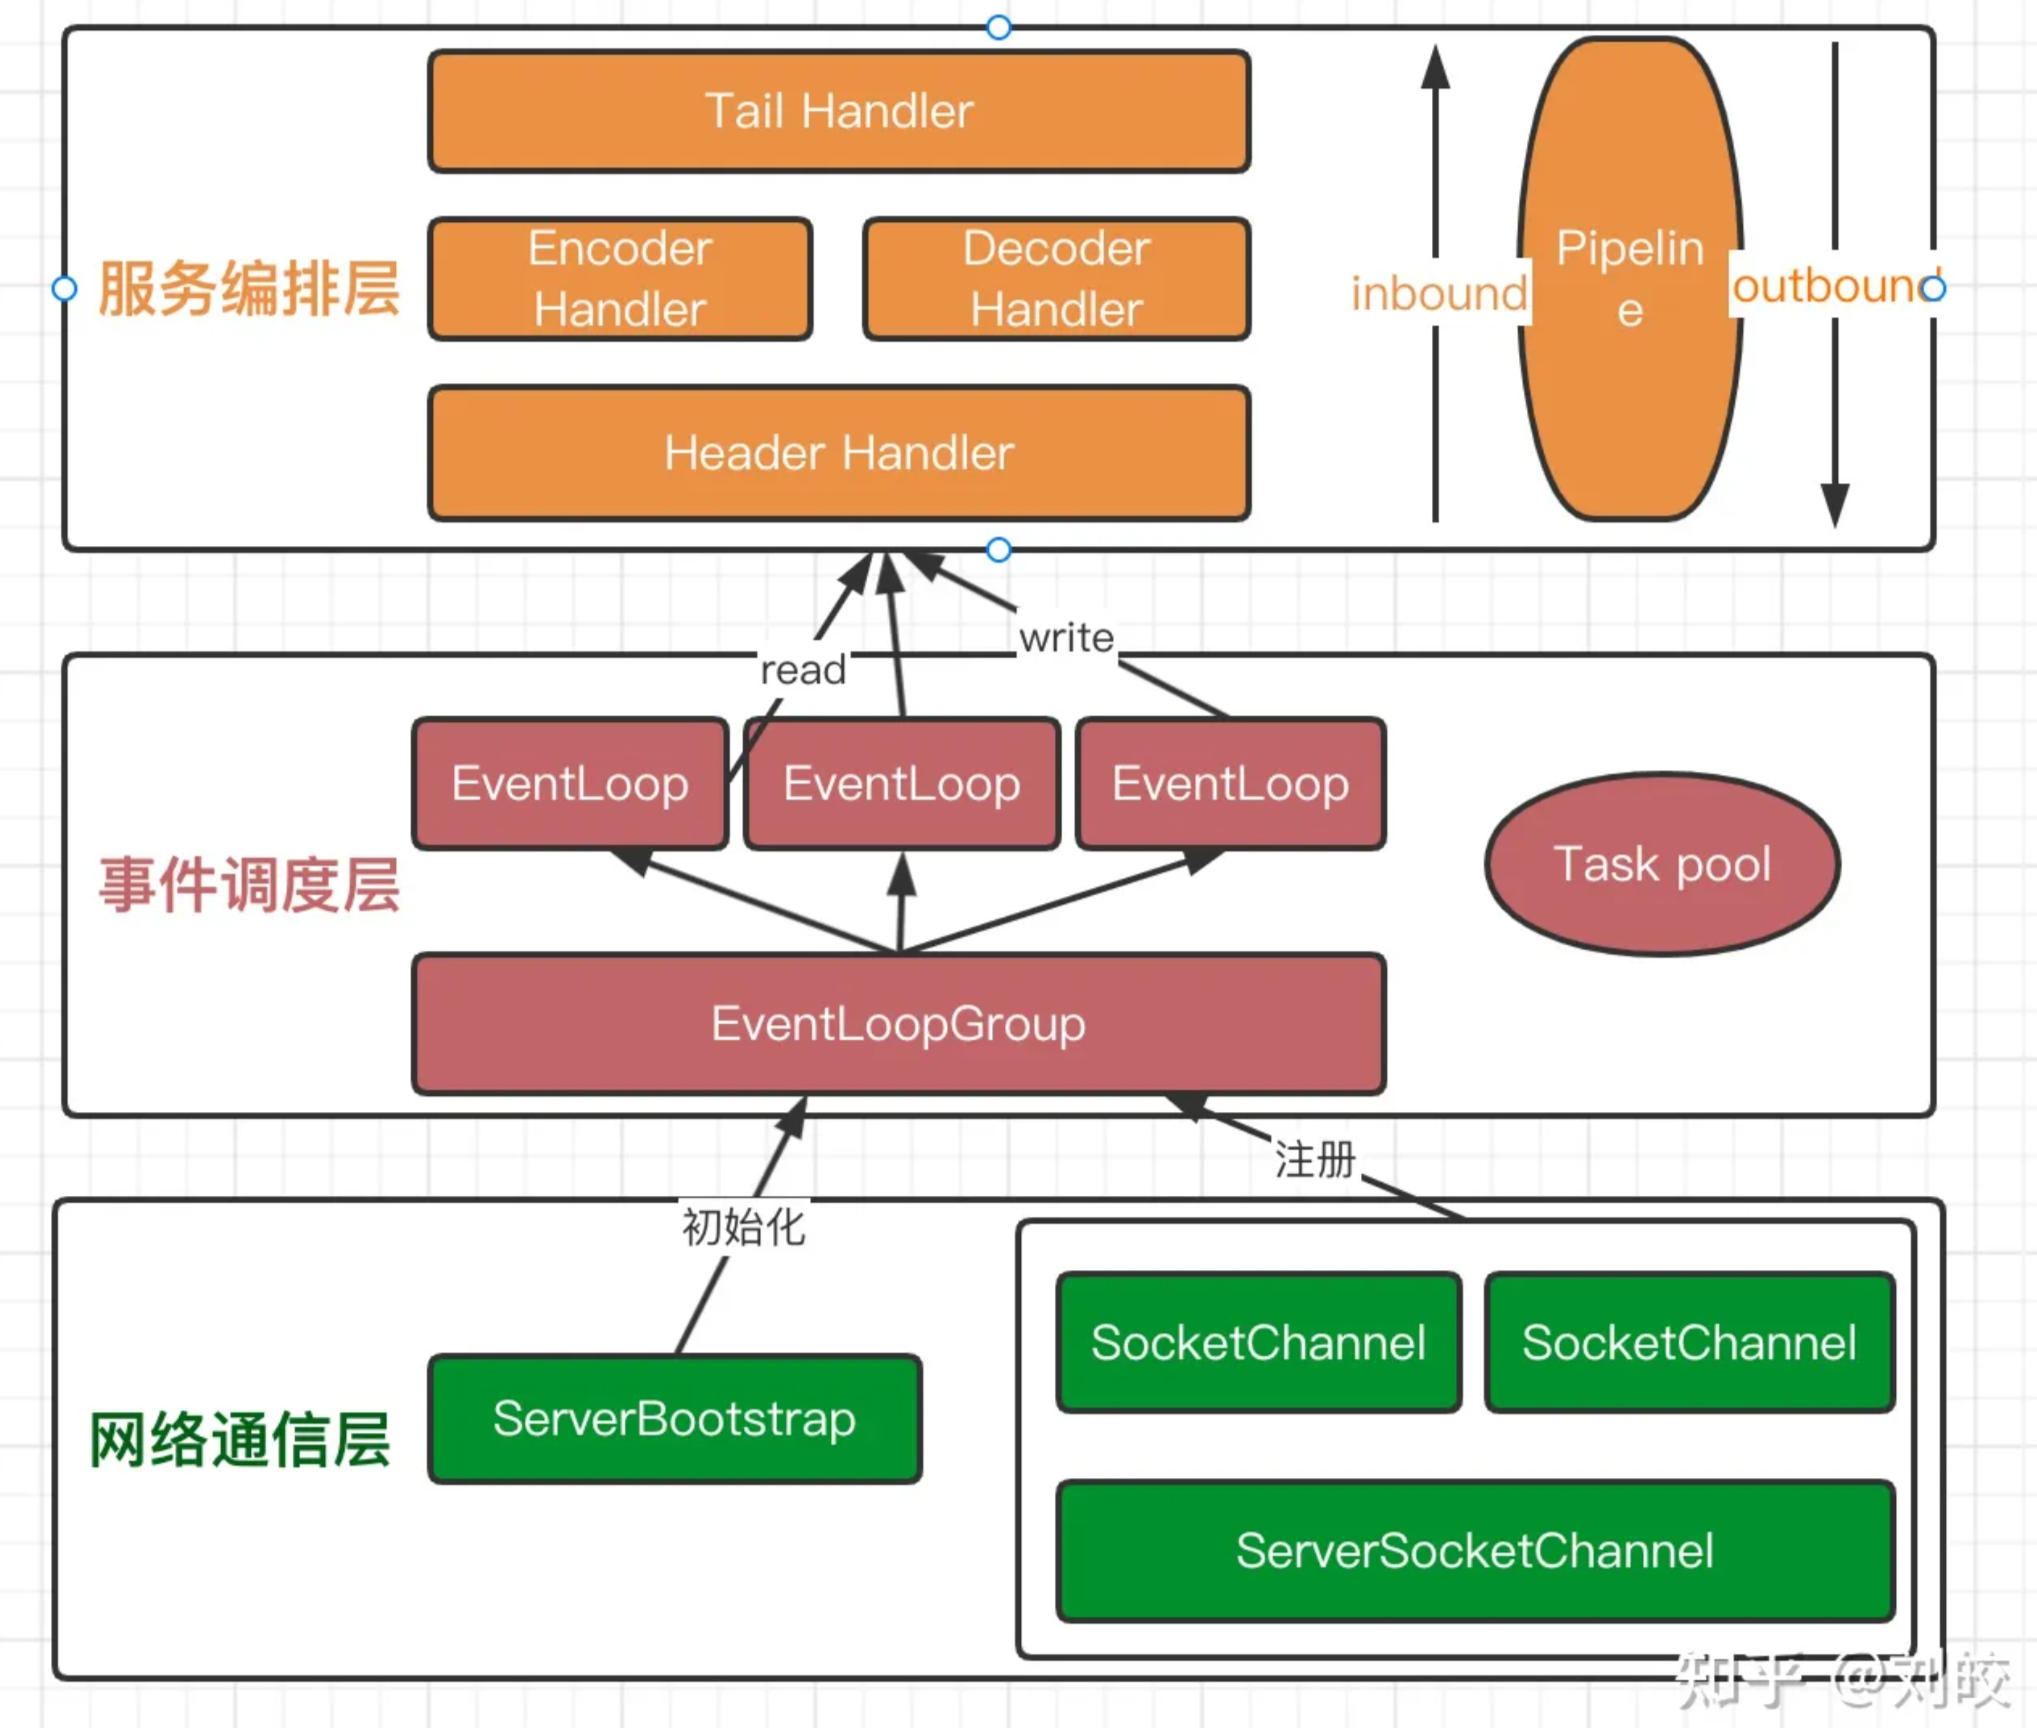 Tail Handler
服务编排层
Encoder
Handler
Decoder
Handler
Header Handler
inbound
Pipelin
e
outbound
read
write
事件调度层
EventLoop
EventLoop
EventLoop
Task pool
EventLoopGroup
初始化
注册
网络通信层
ServerBootstrap
SocketChannel
SocketChannel
ServerSocketChannel
知乎 @刘皎